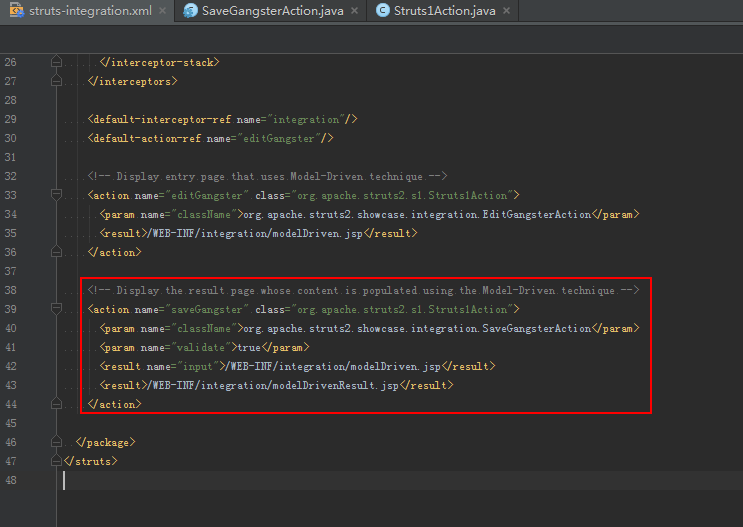 struts-integration.xml × SaveGangsterAction.java × Struts1Action.java ×
26 </interceptor-stack>
27 </interceptors>
28
29 <default-interceptor-ref name="integration"/>
30 <default-action-ref name="editGangster"/>
31
32 <!-- Display entry page that uses Model-Driven technique -->
33 <action name="editGangster" class="org.apache.struts2.s1.Struts1Action">
34 <param name="className">org.apache.struts2.showcase.integration.EditGangsterAction</param>
35 <result>/WEB-INF/integration/modelDriven.jsp</result>
36 </action>
37
38 <!-- Display the result page whose content is populated using the Model-Driven technique -->
39 <action name="saveGangster" class="org.apache.struts2.s1.Struts1Action">
40 <param name="className">org.apache.struts2.showcase.integration.SaveGangsterAction</param>
41 <param name="validate">true</param>
42 <result name="input">/WEB-INF/integration/modelDriven.jsp</result>
43 <result>/WEB-INF/integration/modelDrivenResult.jsp</result>
44 </action>
45
46 </package>
47 </struts>
48